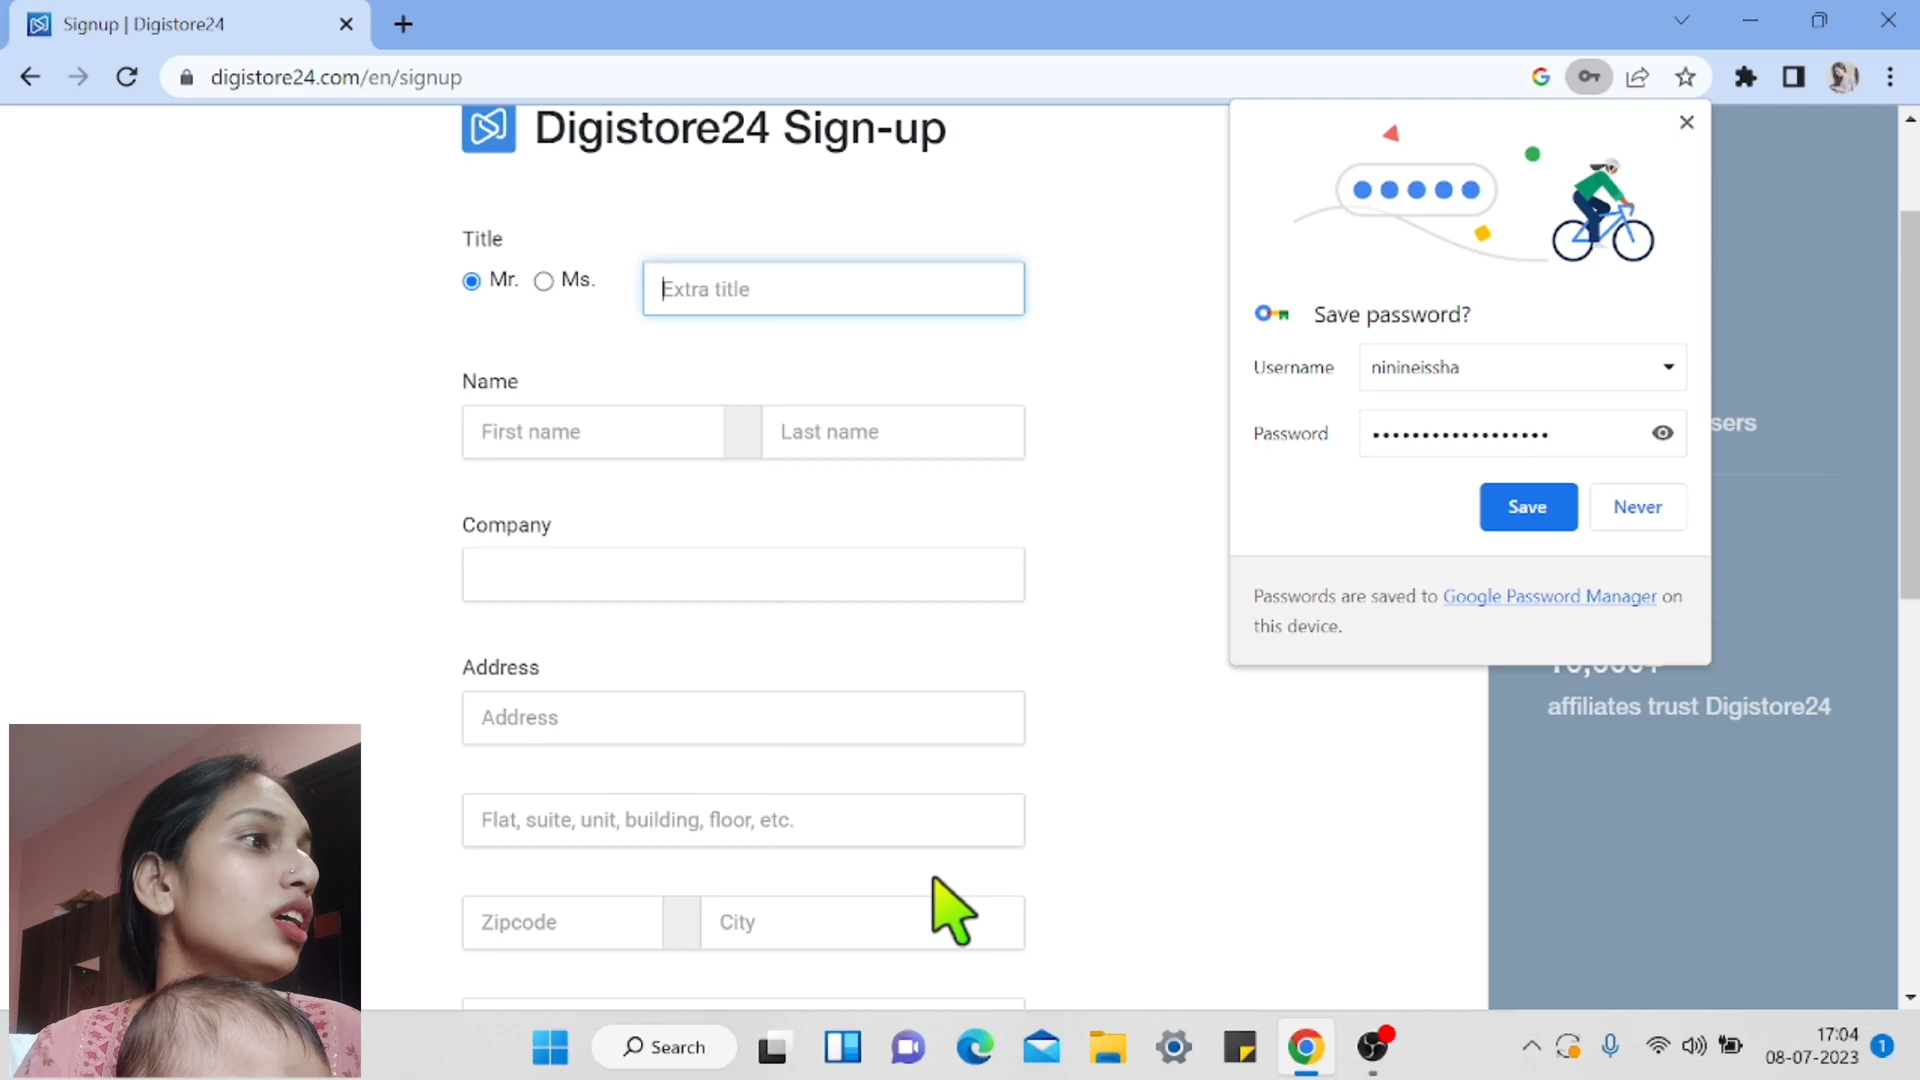 Signup | Digistore24
digistore24.com/en/signup
Digistore24 Sign-up
Title
Mr. Ms. Extra title
Name
First name Last name
Company
Address
Address
Flat, suite, unit, building, floor, etc.
Zipcode City
Save password?
Username nınineissha
Password ••••••••••••••••••
Save Never
Passwords are saved to Google Password Manager on
this device.
affiliates trust Digistore24
Search
17:04
08-07-2023
1